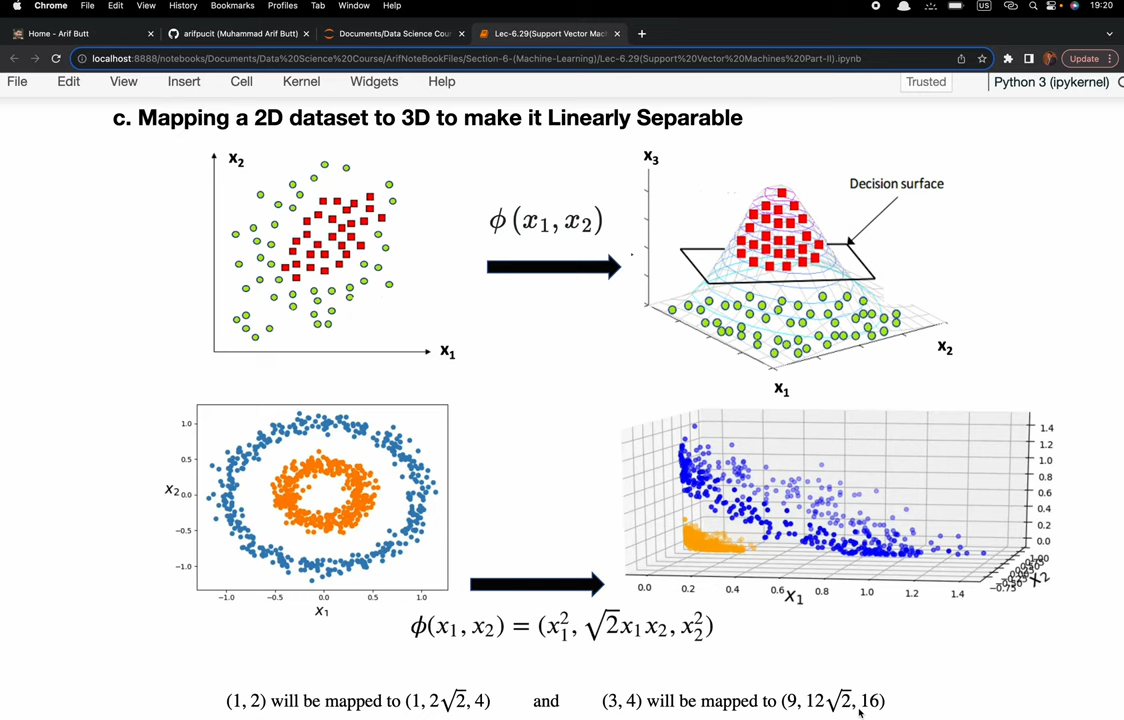 Chrome File Edit View History Bookmarks Profiles Tab Window Help US 19:20
Home - Arif Butt × arifpucit (Muhammad Arif Butt) × Documents/Data Science Cou × Lec-6.29(Support Vector Mac × +
localhost:8888/notebooks/Documents/Data%20Science%20Course/ArifNoteBookFiles/Section-6-(Machine-Learning)/Lec-6.29(Support%20Vector%20Machines%20Part-II).ipynb Update
File Edit View Insert Cell Kernel Widgets Help Trusted Python 3 (ipykernel)
c. Mapping a 2D dataset to 3D to make it Linearly Separable
x₂
x₁
ϕ (x₁, x₂)
x₃
Decision surface
x₂
x₁
1.0
0.5
x₂ 0.0
−0.5
−1.0
−1.0 −0.5 0.0 0.5 1.0
x₁
1.4
1.2
1.0
0.8
0.6
0.4
0.2
0.0
0.0 0.2 0.4 0.6 0.8 1.0 1.2 1.4
x₁
x₂
1.00
−0.75
ϕ(x₁, x₂) = (x₁², √2x₁x₂, x₂²)
(1, 2) will be mapped to (1, 2√2, 4) and (3, 4) will be mapped to (9, 12√2, 16)